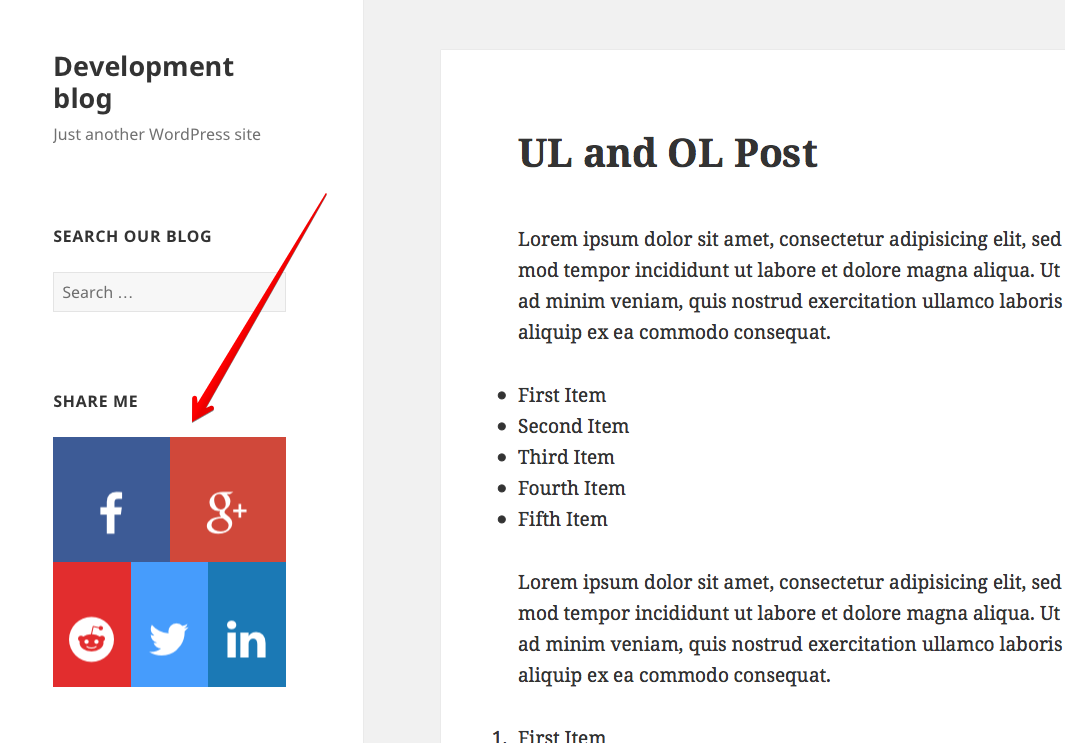 Development
blog
Just another WordPress site
SEARCH OUR BLOG
Search …
SHARE ME
f
g+
in
UL and OL Post
Lorem ipsum dolor sit amet, consectetur adipisicing elit, sed
mod tempor incididunt ut labore et dolore magna aliqua. Ut
ad minim veniam, quis nostrud exercitation ullamco laboris
aliquip ex ea commodo consequat.
• First Item
• Second Item
• Third Item
• Fourth Item
• Fifth Item
Lorem ipsum dolor sit amet, consectetur adipisicing elit, sed
mod tempor incididunt ut labore et dolore magna aliqua. Ut
ad minim veniam, quis nostrud exercitation ullamco laboris
aliquip ex ea commodo consequat.
1. First Item